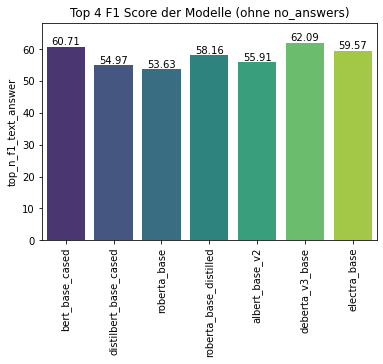 Top 4 F1 Score der Modelle (ohne no_answers)
top_n_f1_text_answer
60
50
40
30
20
10
0
60.71
54.97
53.63
58.16
55.91
62.09
59.57
bert_base_cased
distilbert_base_cased
roberta_base
roberta_base_distilled
albert_base_v2
deberta_v3_base
electra_base